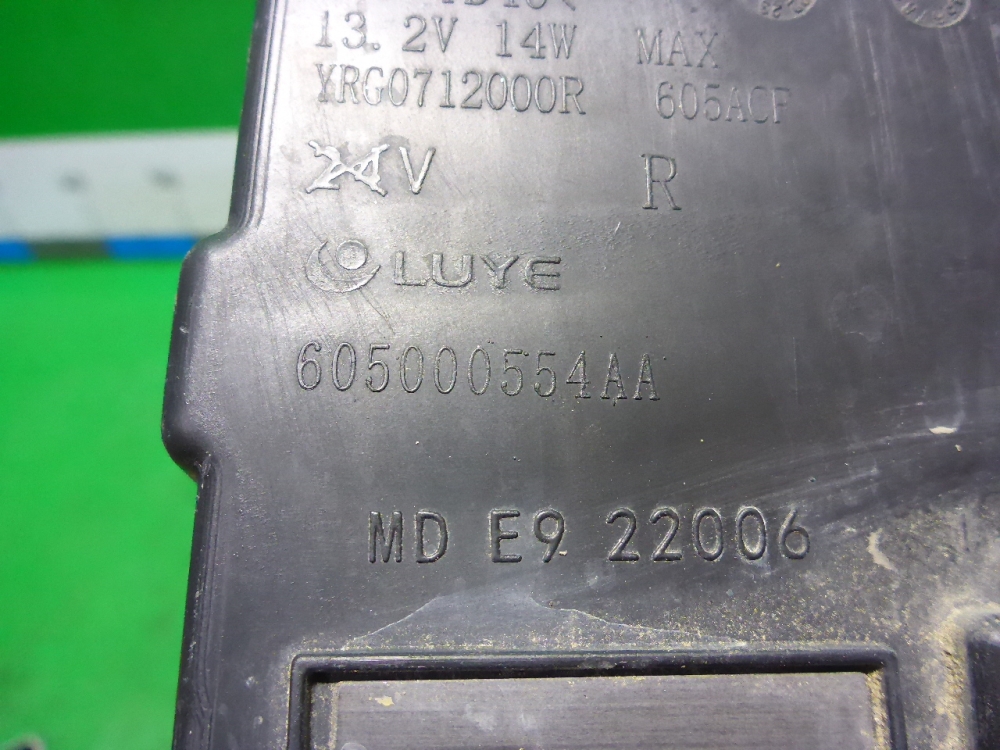 13.2V 14W MAX
YRG0712000R 605ACF
24V R
LUYE
605000554AA
MD E9 22006